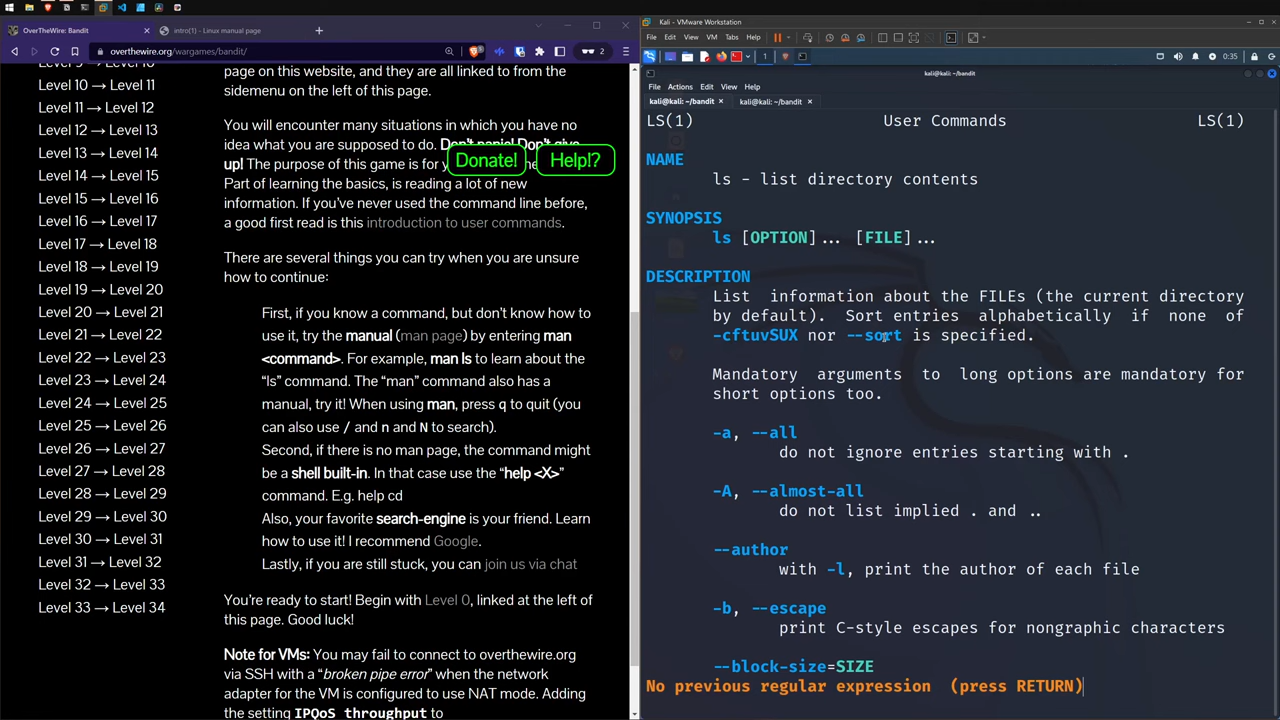 OverTheWire: Bandit
intro(1) - Linux manual page
overthewire.org/wargames/bandit/
2
Level 10 → Level 11
Level 11 → Level 12
Level 12 → Level 13
Level 13 → Level 14
Level 14 → Level 15
Level 15 → Level 16
Level 16 → Level 17
Level 17 → Level 18
Level 18 → Level 19
Level 19 → Level 20
Level 20 → Level 21
Level 21 → Level 22
Level 22 → Level 23
Level 23 → Level 24
Level 24 → Level 25
Level 25 → Level 26
Level 26 → Level 27
Level 27 → Level 28
Level 28 → Level 29
Level 29 → Level 30
Level 30 → Level 31
Level 31 → Level 32
Level 32 → Level 33
Level 33 → Level 34
page on this website, and they are all linked to from the
sidemenu on the left of this page.
You will encounter many situations in which you have no
idea what you are supposed to do. Don't panic! Don't give
up! The purpose of this game is for
Donate!
Help!?
Part of learning the basics, is reading a lot of new
information. If you've never used the command line before,
a good first read is this introduction to user commands.
There are several things you can try when you are unsure
how to continue:
First, if you know a command, but don't know how to
use it, try the manual (man page) by entering man
<command>. For example, man ls to learn about the
"ls" command. The "man" command also has a
manual, try it! When using man, press q to quit (you
can also use / and n and N to search).
Second, if there is no man page, the command might
be a shell built-in. In that case use the "help <X>"
command. E.g. help cd
Also, your favorite search-engine is your friend. Learn
how to use it! I recommend Google.
Lastly, if you are still stuck, you can join us via chat
You're ready to start! Begin with Level 0, linked at the left of
this page. Good luck!
Note for VMs: You may fail to connect to overthewire.org
via SSH with a "broken pipe error" when the network
adapter for the VM is configured to use NAT mode. Adding
the setting IPQoS throughput to
Kali - VMware Workstation
File Edit View VM Tabs Help
1
0:35
kali@kali: ~/bandit
File Actions Edit View Help
kali@kali: ~/bandit
kali@kali: ~/bandit
LS(1) User Commands LS(1)
NAME
ls - list directory contents
SYNOPSIS
ls [OPTION]... [FILE]...
DESCRIPTION
List information about the FILEs (the current directory
by default). Sort entries alphabetically if none of
-cftuvSUX nor --sort is specified.
Mandatory arguments to long options are mandatory for
short options too.
-a, --all
do not ignore entries starting with .
-A, --almost-all
do not list implied . and ..
--author
with -l, print the author of each file
-b, --escape
print C-style escapes for nongraphic characters
--block-size=SIZE
No previous regular expression (press RETURN)